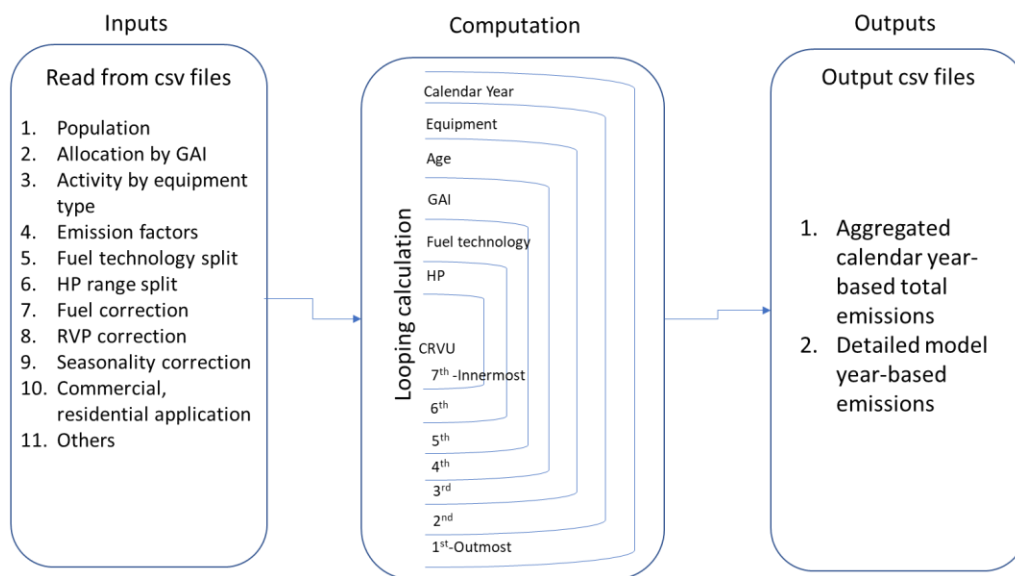 Inputs
Computation
Outputs
Read from csv files
1. Population
2. Allocation by GAI
3. Activity by equipment
type
4. Emission factors
5. Fuel technology split
6. HP range split
7. Fuel correction
8. RVP correction
9. Seasonality correction
10. Commercial,
residential application
11. Others
Looping calculation
Calendar Year
Equipment
Age
GAI
Fuel technology
HP
CRVU
7th -Innermost
6th
5th
4th
3rd
2nd
1st-Outmost
Output csv files
1. Aggregated
calendar year-
based total
emissions
2. Detailed model
year-based
emissions